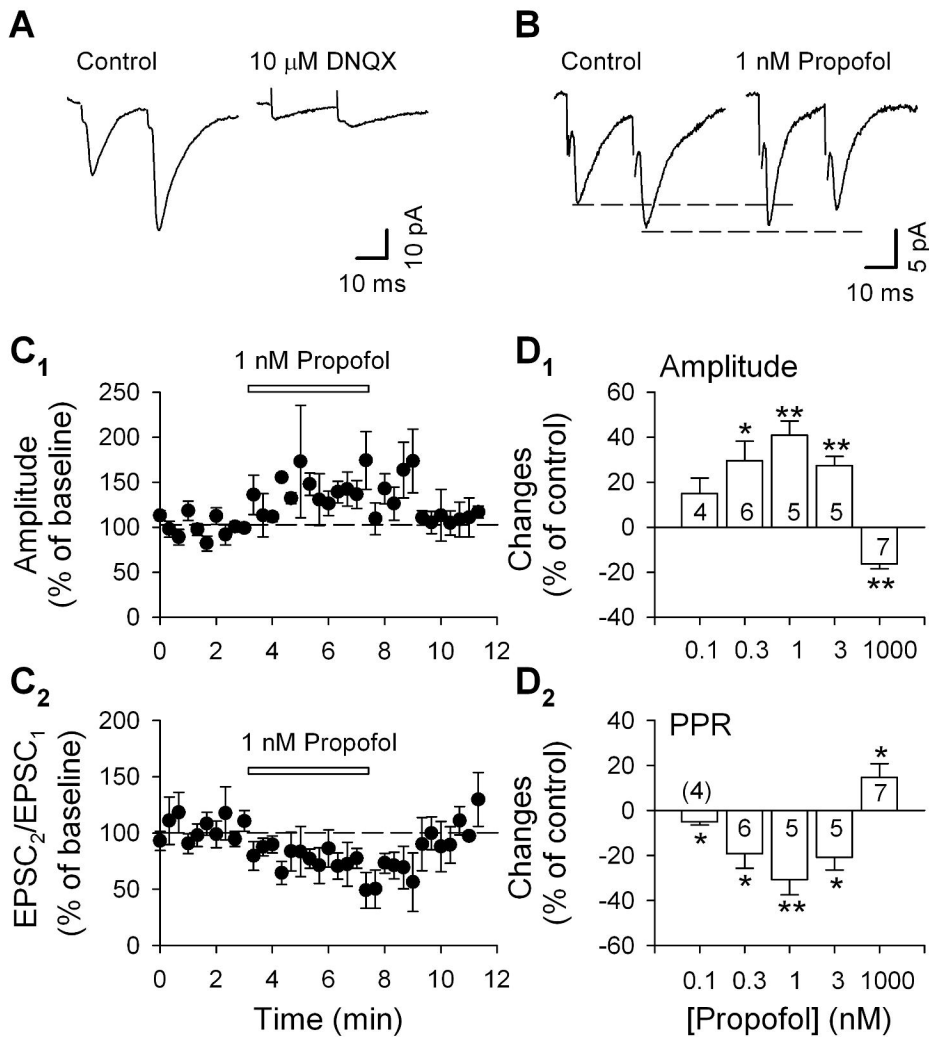 A
Control
10 μM DNQX
10 pA
10 ms
B
Control
1 nM Propofol
5 pA
10 ms
C1
1 nM Propofol
Amplitude
(% of baseline)
250
200
150
100
50
0
0 2 4 6 8 10 12
D1
Amplitude
Changes
(% of control)
60
40
20
0
-20
-40
* ** **
4 6 5 5 7
**
0.1 0.3 1 3 1000
C2
1 nM Propofol
EPSC2/EPSC1
(% of baseline)
200
150
100
50
0
0 2 4 6 8 10 12
Time (min)
D2
PPR
Changes
(% of control)
40
20
0
-20
-40
-60
*
(4) 6 5 5 7
* * ** *
0.1 0.3 1 3 1000
[Propofol] (nM)